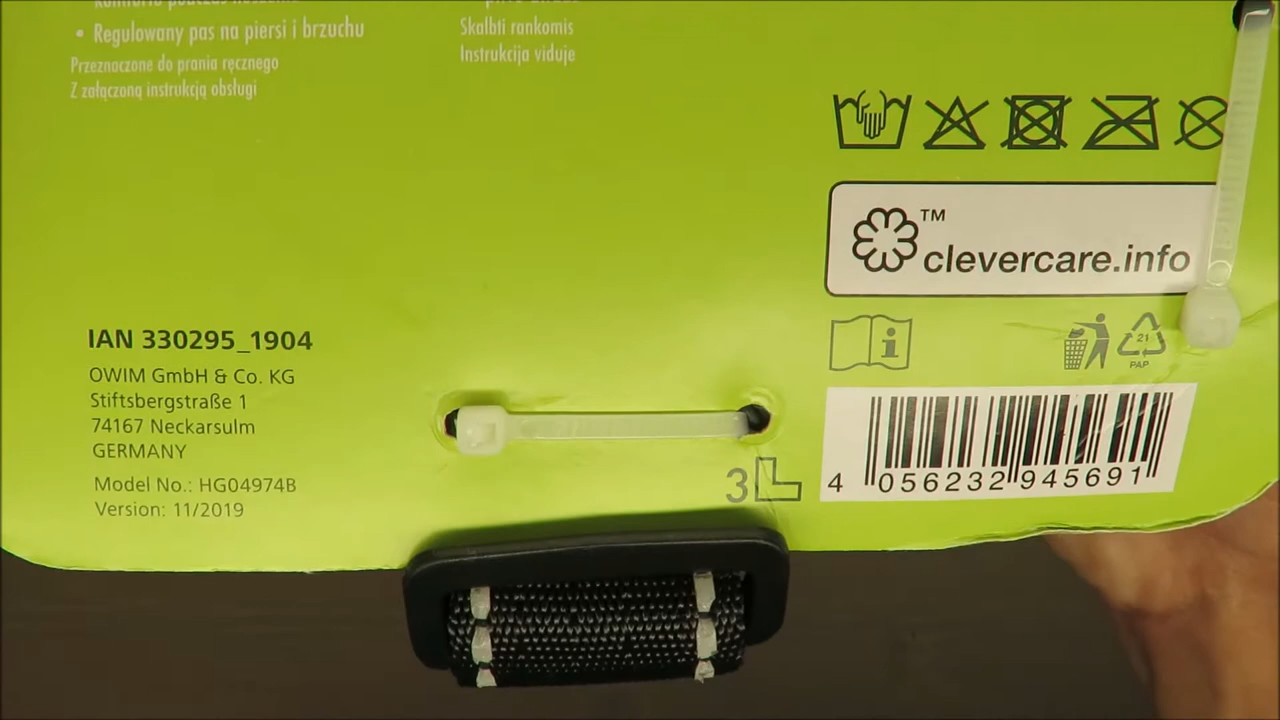 • Regulowany pas na piersi i brzuchu
Przeznaczone do prania ręcznego
Z załączoną instrukcją obsługi
Skalbti rankomis
Instrukcija viduje
™
clevercare.info
IAN 330295_1904
OWIM GmbH & Co. KG
Stiftsbergstraße 1
74167 Neckarsulm
GERMANY
Model No.: HG04974B
Version: 11/2019
21
PAP
3L
4 056232 945691